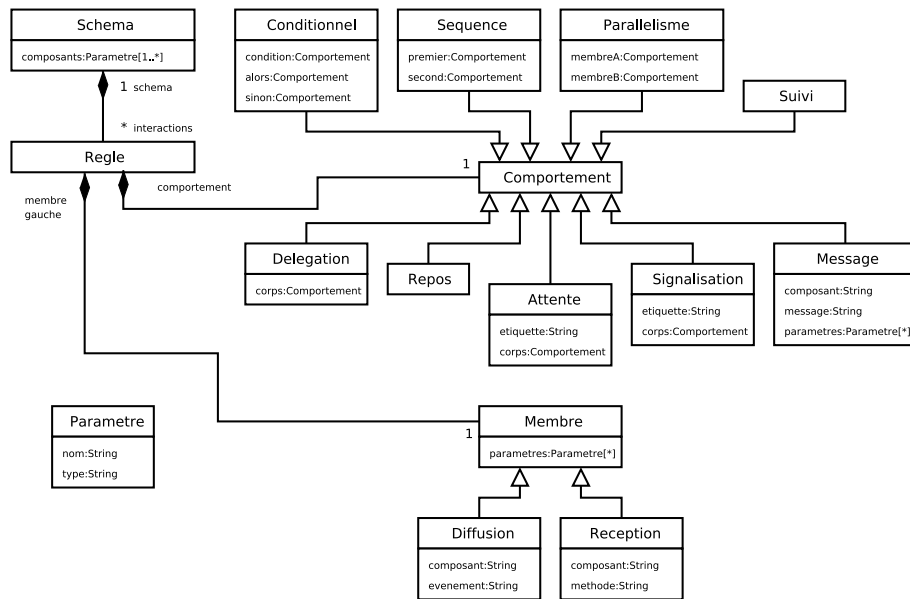 Schema
composants:Parametre[1..*]
1 schema
* interactions
Regle
membre
gauche
comportement
1
Conditionnel
condition:Comportement
alors:Comportement
sinon:Comportement
Sequence
premier:Comportement
second:Comportement
Parallelisme
membreA:Comportement
membreB:Comportement
Suivi
Comportement
Delegation
corps:Comportement
Repos
Attente
etiquette:String
corps:Comportement
Signalisation
etiquette:String
corps:Comportement
Message
composant:String
message:String
parametres:Parametre[*]
Parametre
nom:String
type:String
1
Membre
parametres:Parametre[*]
Diffusion
composant:String
evenement:String
Reception
composant:String
methode:String